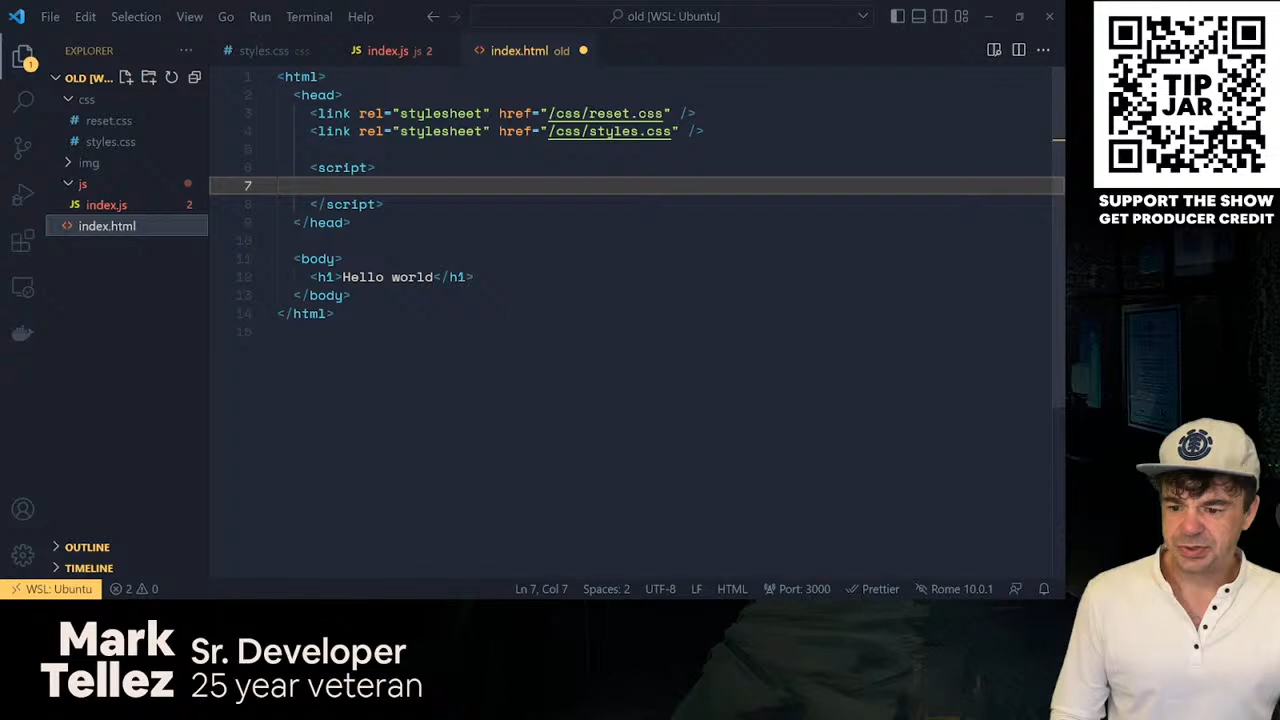 File Edit Selection View Go Run Terminal Help
old [WSL: Ubuntu]
EXPLORER
OLD [W...
css
reset.css
styles.css
img
js
index.js 2
index.html
OUTLINE
TIMELINE
styles.css css
index.js js 2
index.html old
1 <html>
2 <head>
3 <link rel="stylesheet" href="/css/reset.css" />
4 <link rel="stylesheet" href="/css/styles.css" />
5
6 <script>
7
8 </script>
9 </head>
10
11 <body>
12 <h1>Hello world</h1>
13 </body>
14 </html>
15
WSL: Ubuntu 2 0 Ln 7, Col 7 Spaces: 2 UTF-8 LF HTML Port: 3000 Prettier Rome 10.0.1
1
TIP
JAR
SUPPORT THE SHOW
GET PRODUCER CREDIT
Mark
Tellez
Sr. Developer
25 year veteran